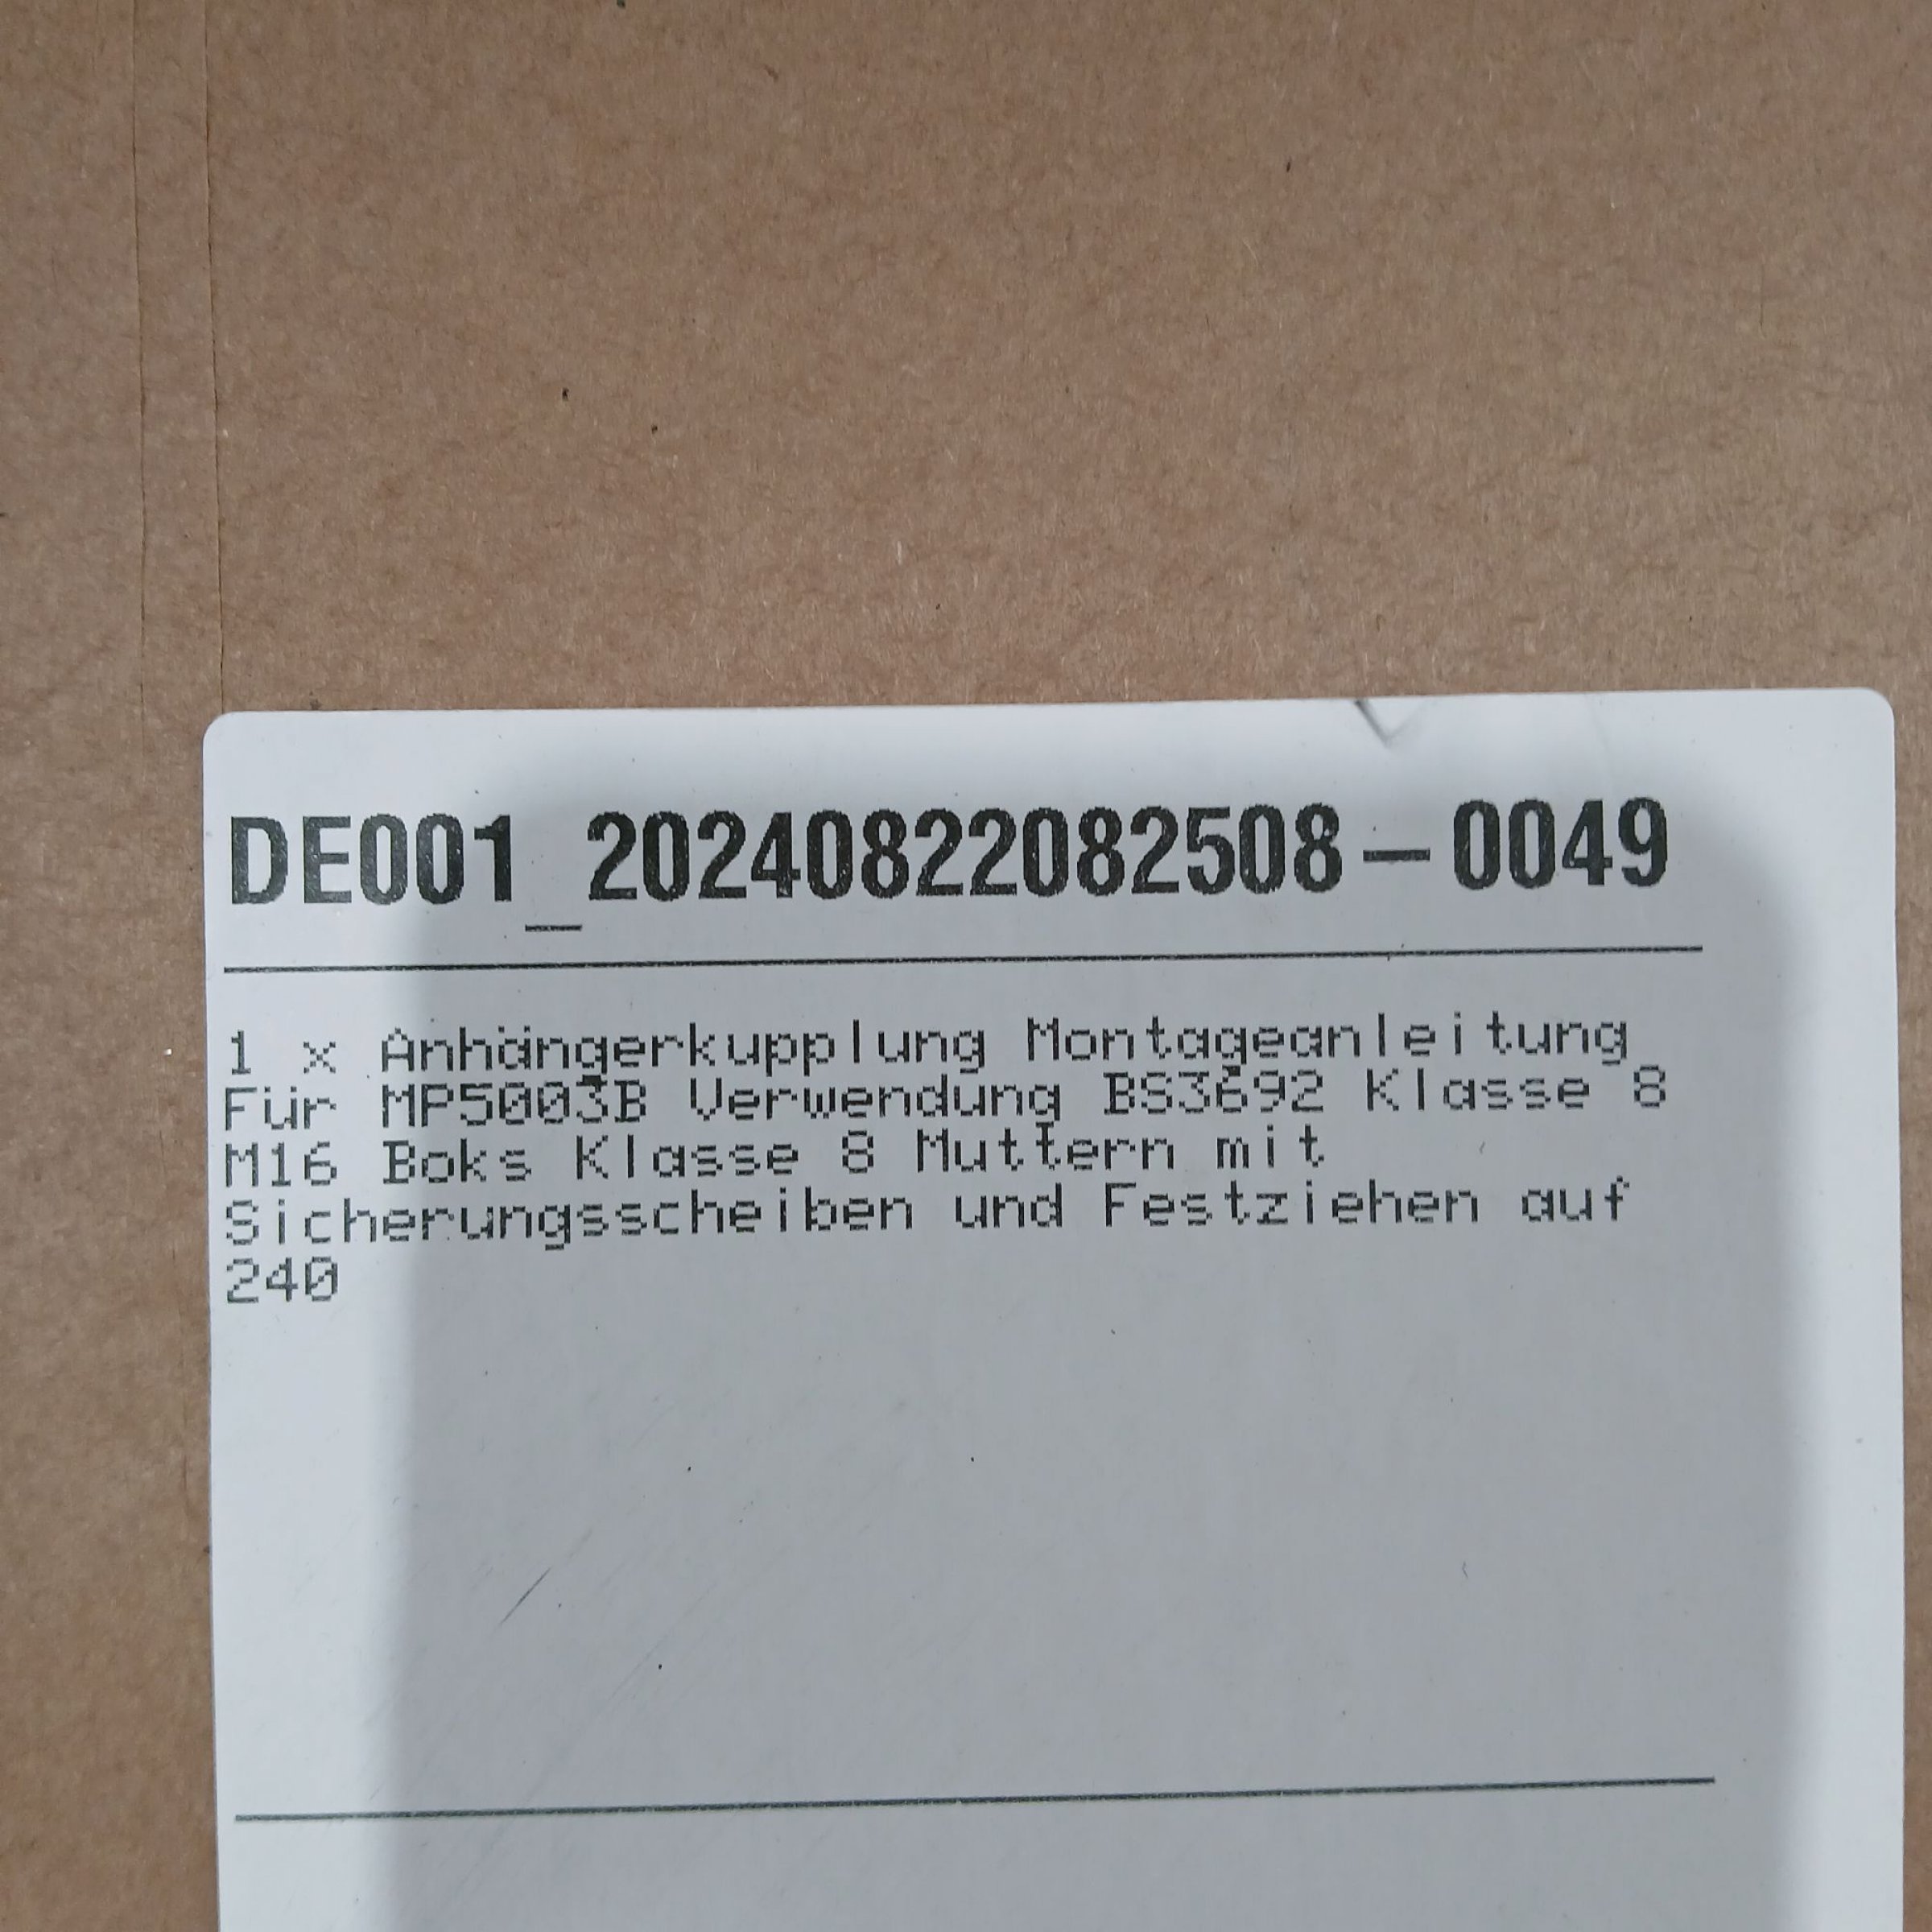 DE001_20240822082508-0049
1 x Anhängerkupplung Montageanleitung
Für MP5003B Verwendung BS3692 Klasse 8
M16 Boks Klasse 8 Muttern mit
Sicherungsscheiben und Festziehen auf
240